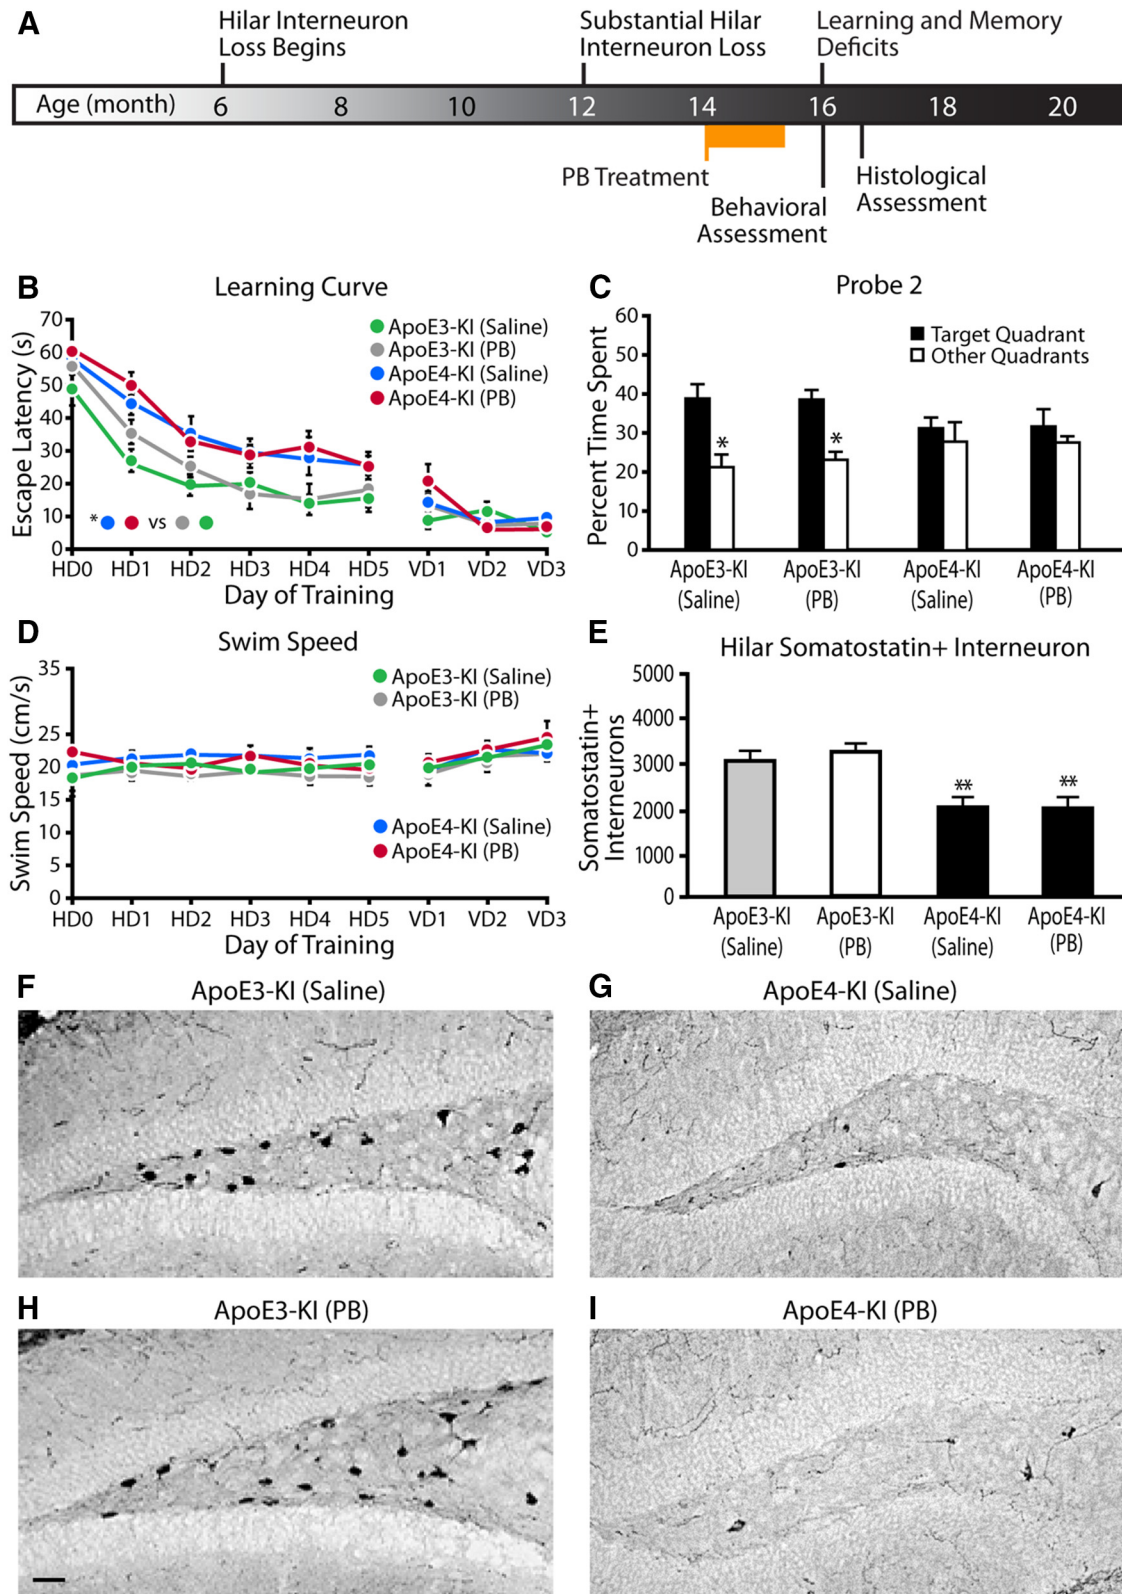 A
Hilar Interneuron
Loss Begins
Substantial Hilar
Interneuron Loss
Learning and Memory
Deficits
Age (month) 6 8 10 12 14 16 18 20
PB Treatment
Behavioral
Assessment
Histological
Assessment
B
Learning Curve
Escape Latency (s)
70
60
50
40
30
20
10
0
ApoE3-KI (Saline)
ApoE3-KI (PB)
ApoE4-KI (Saline)
ApoE4-KI (PB)
* vs
HD0 HD1 HD2 HD3 HD4 HD5 VD1 VD2 VD3
Day of Training
C
Probe 2
Percent Time Spent
60
50
40
30
20
10
0
Target Quadrant
Other Quadrants
*
*
ApoE3-KI (Saline)
ApoE3-KI (PB)
ApoE4-KI (Saline)
ApoE4-KI (PB)
D
Swim Speed
Swim Speed (cm/s)
35
25
20
15
10
5
0
ApoE3-KI (Saline)
ApoE3-KI (PB)
ApoE4-KI (Saline)
ApoE4-KI (PB)
HD0 HD1 HD2 HD3 HD4 HD5 VD1 VD2 VD3
Day of Training
E
Hilar Somatostatin+ Interneuron
Somatostatin+
Interneurons
5000
4000
3000
2000
1000
0
**
**
ApoE3-KI (Saline)
ApoE3-KI (PB)
ApoE4-KI (Saline)
ApoE4-KI (PB)
F
ApoE3-KI (Saline)
G
ApoE4-KI (Saline)
H
ApoE3-KI (PB)
I
ApoE4-KI (PB)